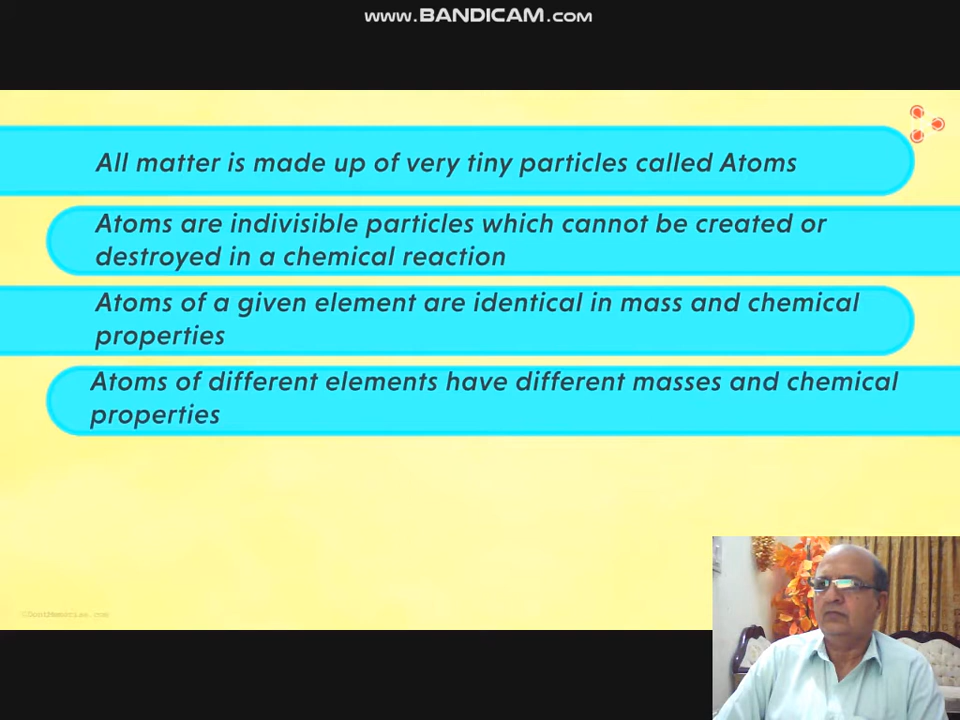 www.BANDICAM.com
All matter is made up of very tiny particles called Atoms
Atoms are indivisible particles which cannot be created or
destroyed in a chemical reaction
Atoms of a given element are identical in mass and chemical
properties
Atoms of different elements have different masses and chemical
properties